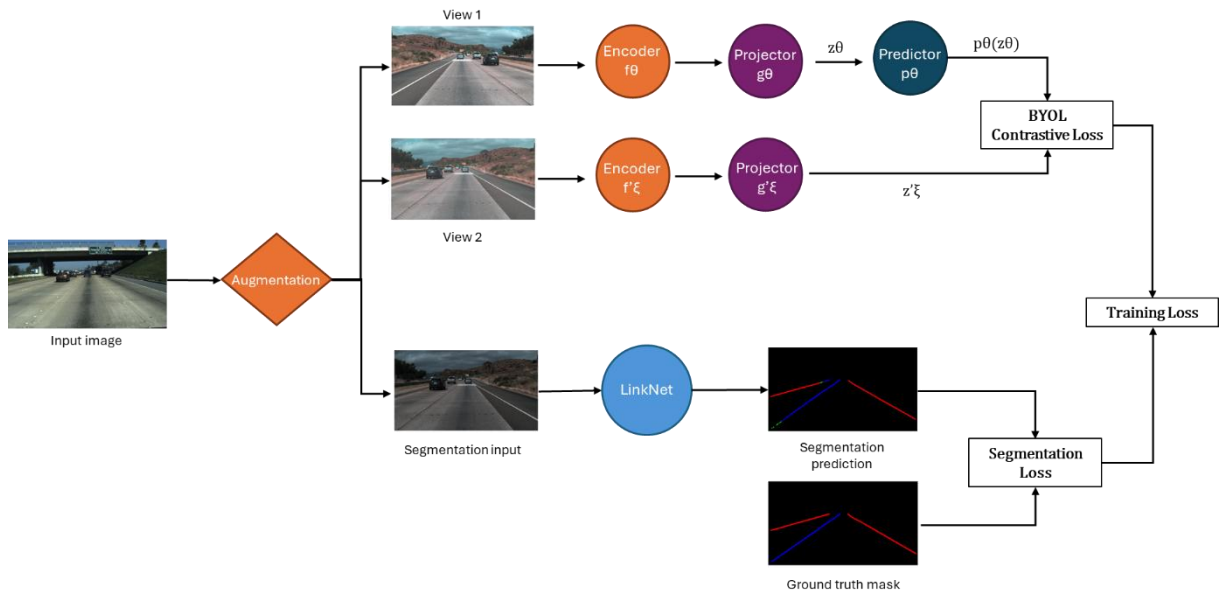 View 1
Encoder
fθ
Projector
gθ
zθ
Predictor
pθ
pθ(zθ)
BYOL
Contrastive Loss
Encoder
f'ξ
Projector
g'ξ
z'ξ
View 2
Augmentation
Input image
Training Loss
LinkNet
Segmentation input
Segmentation
prediction
Segmentation
Loss
Ground truth mask